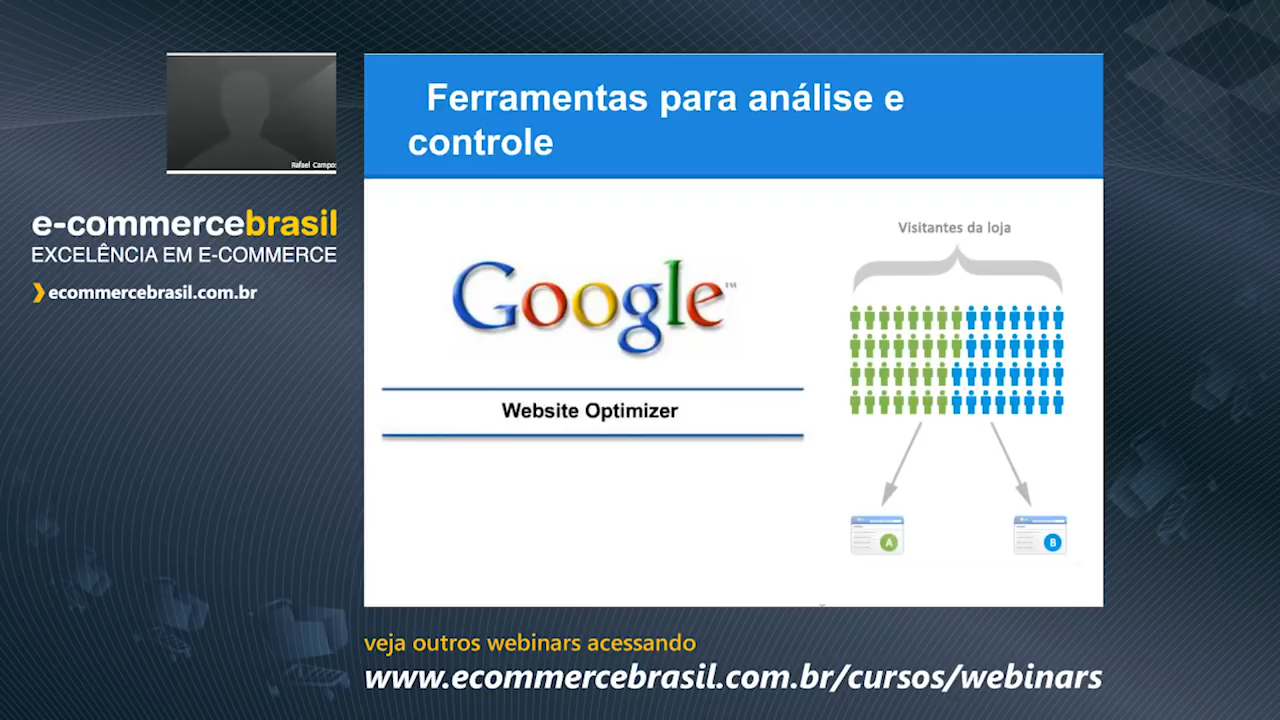 Rafael Campos
e-commercebrasil
EXCELÊNCIA EM E-COMMERCE
ecommercebrasil.com.br
Ferramentas para análise e
controle
Google™
Website Optimizer
Visitantes da loja
A
B
veja outros webinars acessando
www.ecommercebrasil.com.br/cursos/webinars